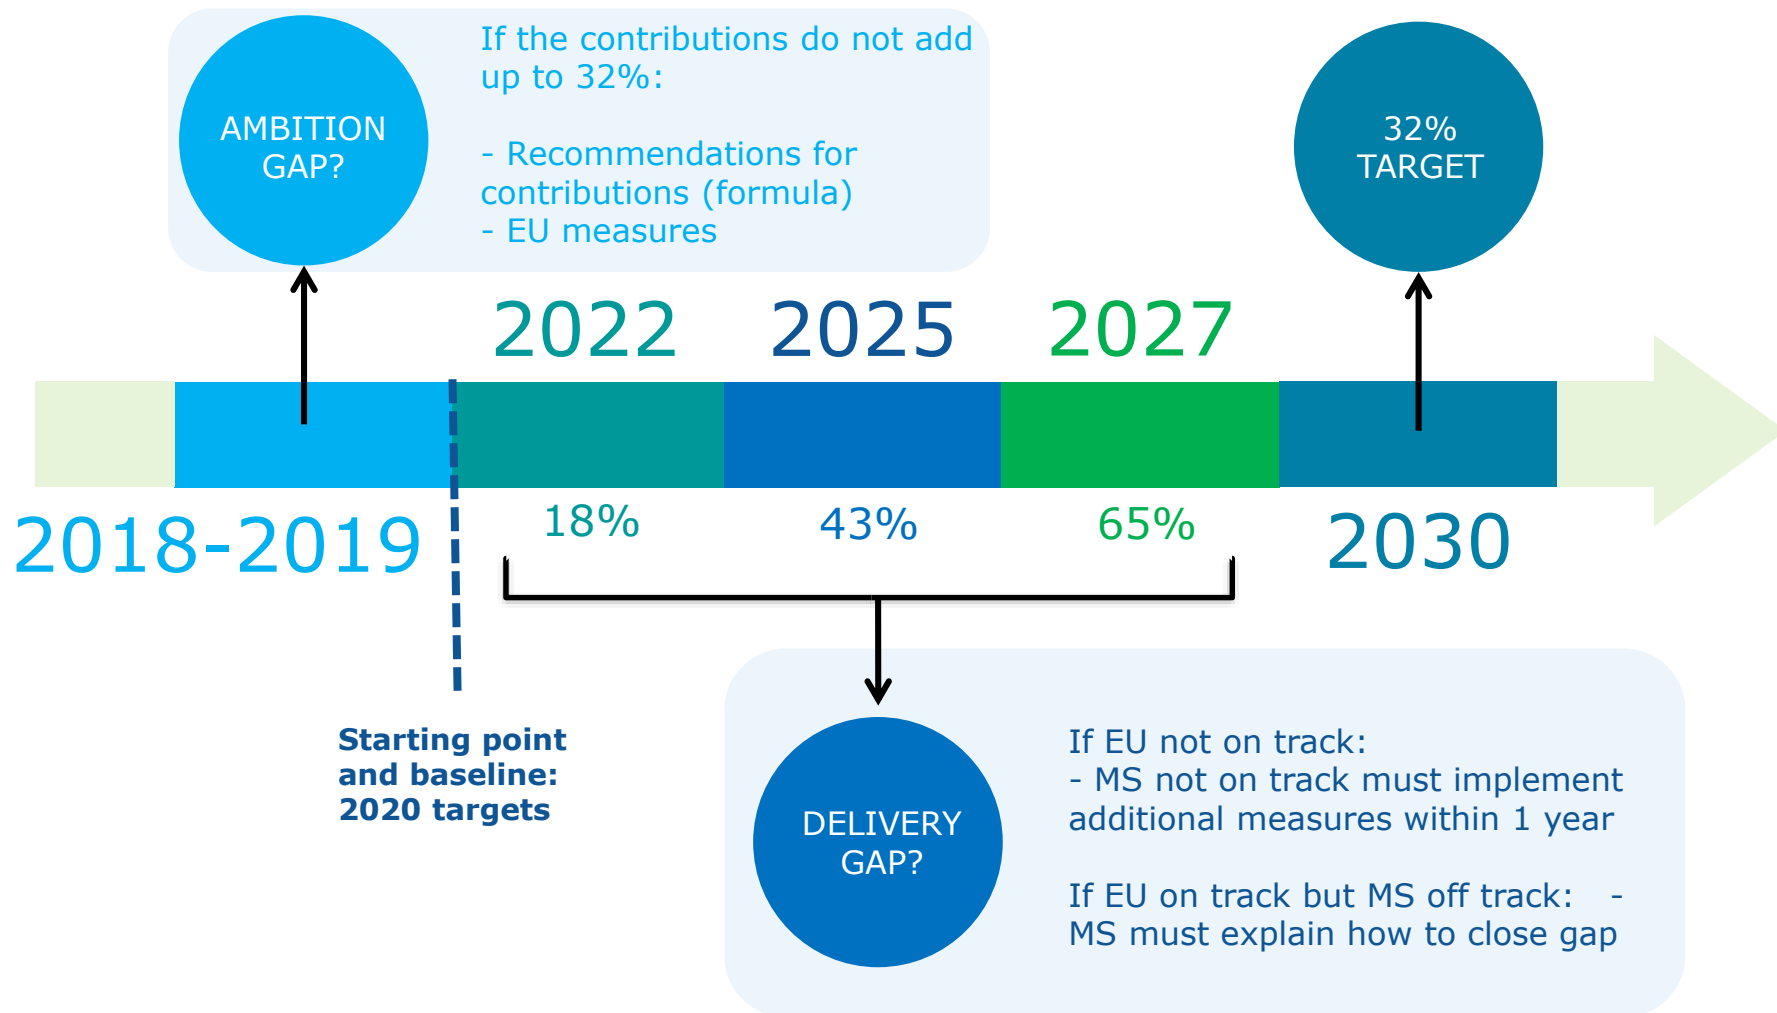 AMBITION
GAP?
If the contributions do not add
up to 32%:
- Recommendations for
contributions (formula)
- EU measures
32%
TARGET
2022
2025
2027
2018-2019
18%
43%
65%
2030
Starting point
and baseline:
2020 targets
DELIVERY
GAP?
If EU not on track:
- MS not on track must implement
additional measures within 1 year
If EU on track but MS off track: -
MS must explain how to close gap